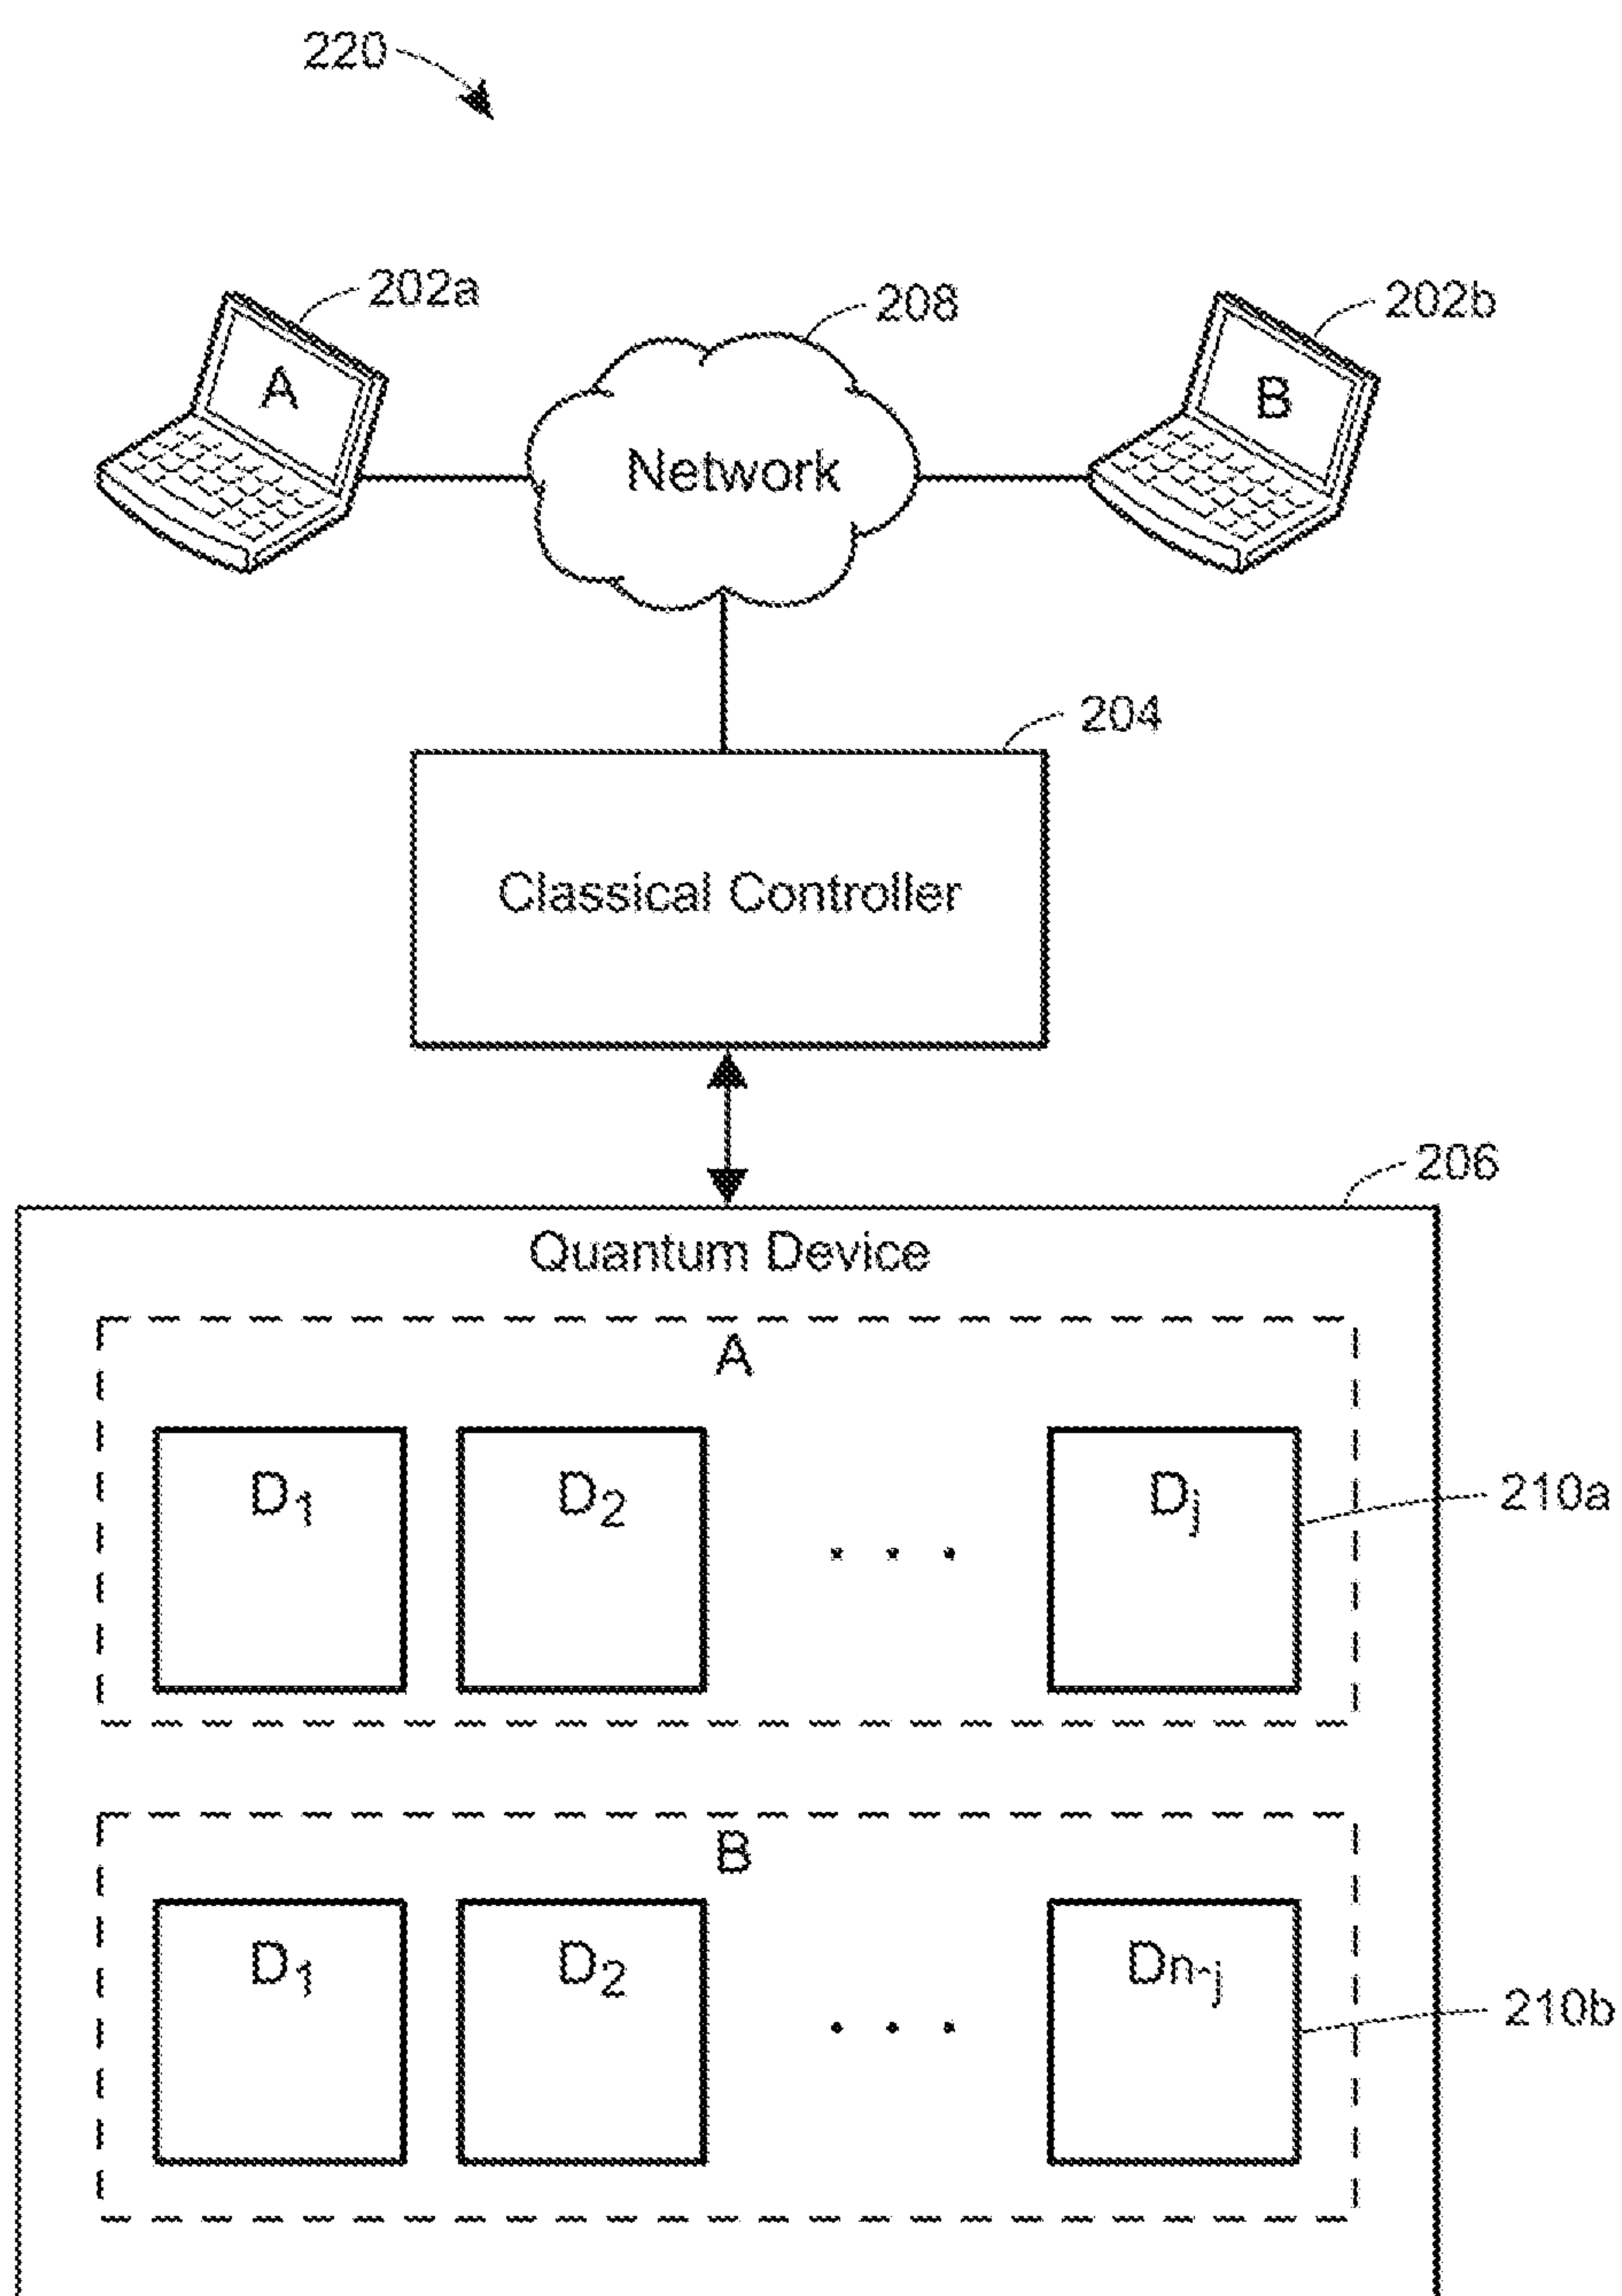 220
202a
208
202b
A
Network
B
204
Classical Controller
206
Quantum Device
A
D1 D2 . . . Dj
210a
B
D1 D2 . . . Dn-j
210b